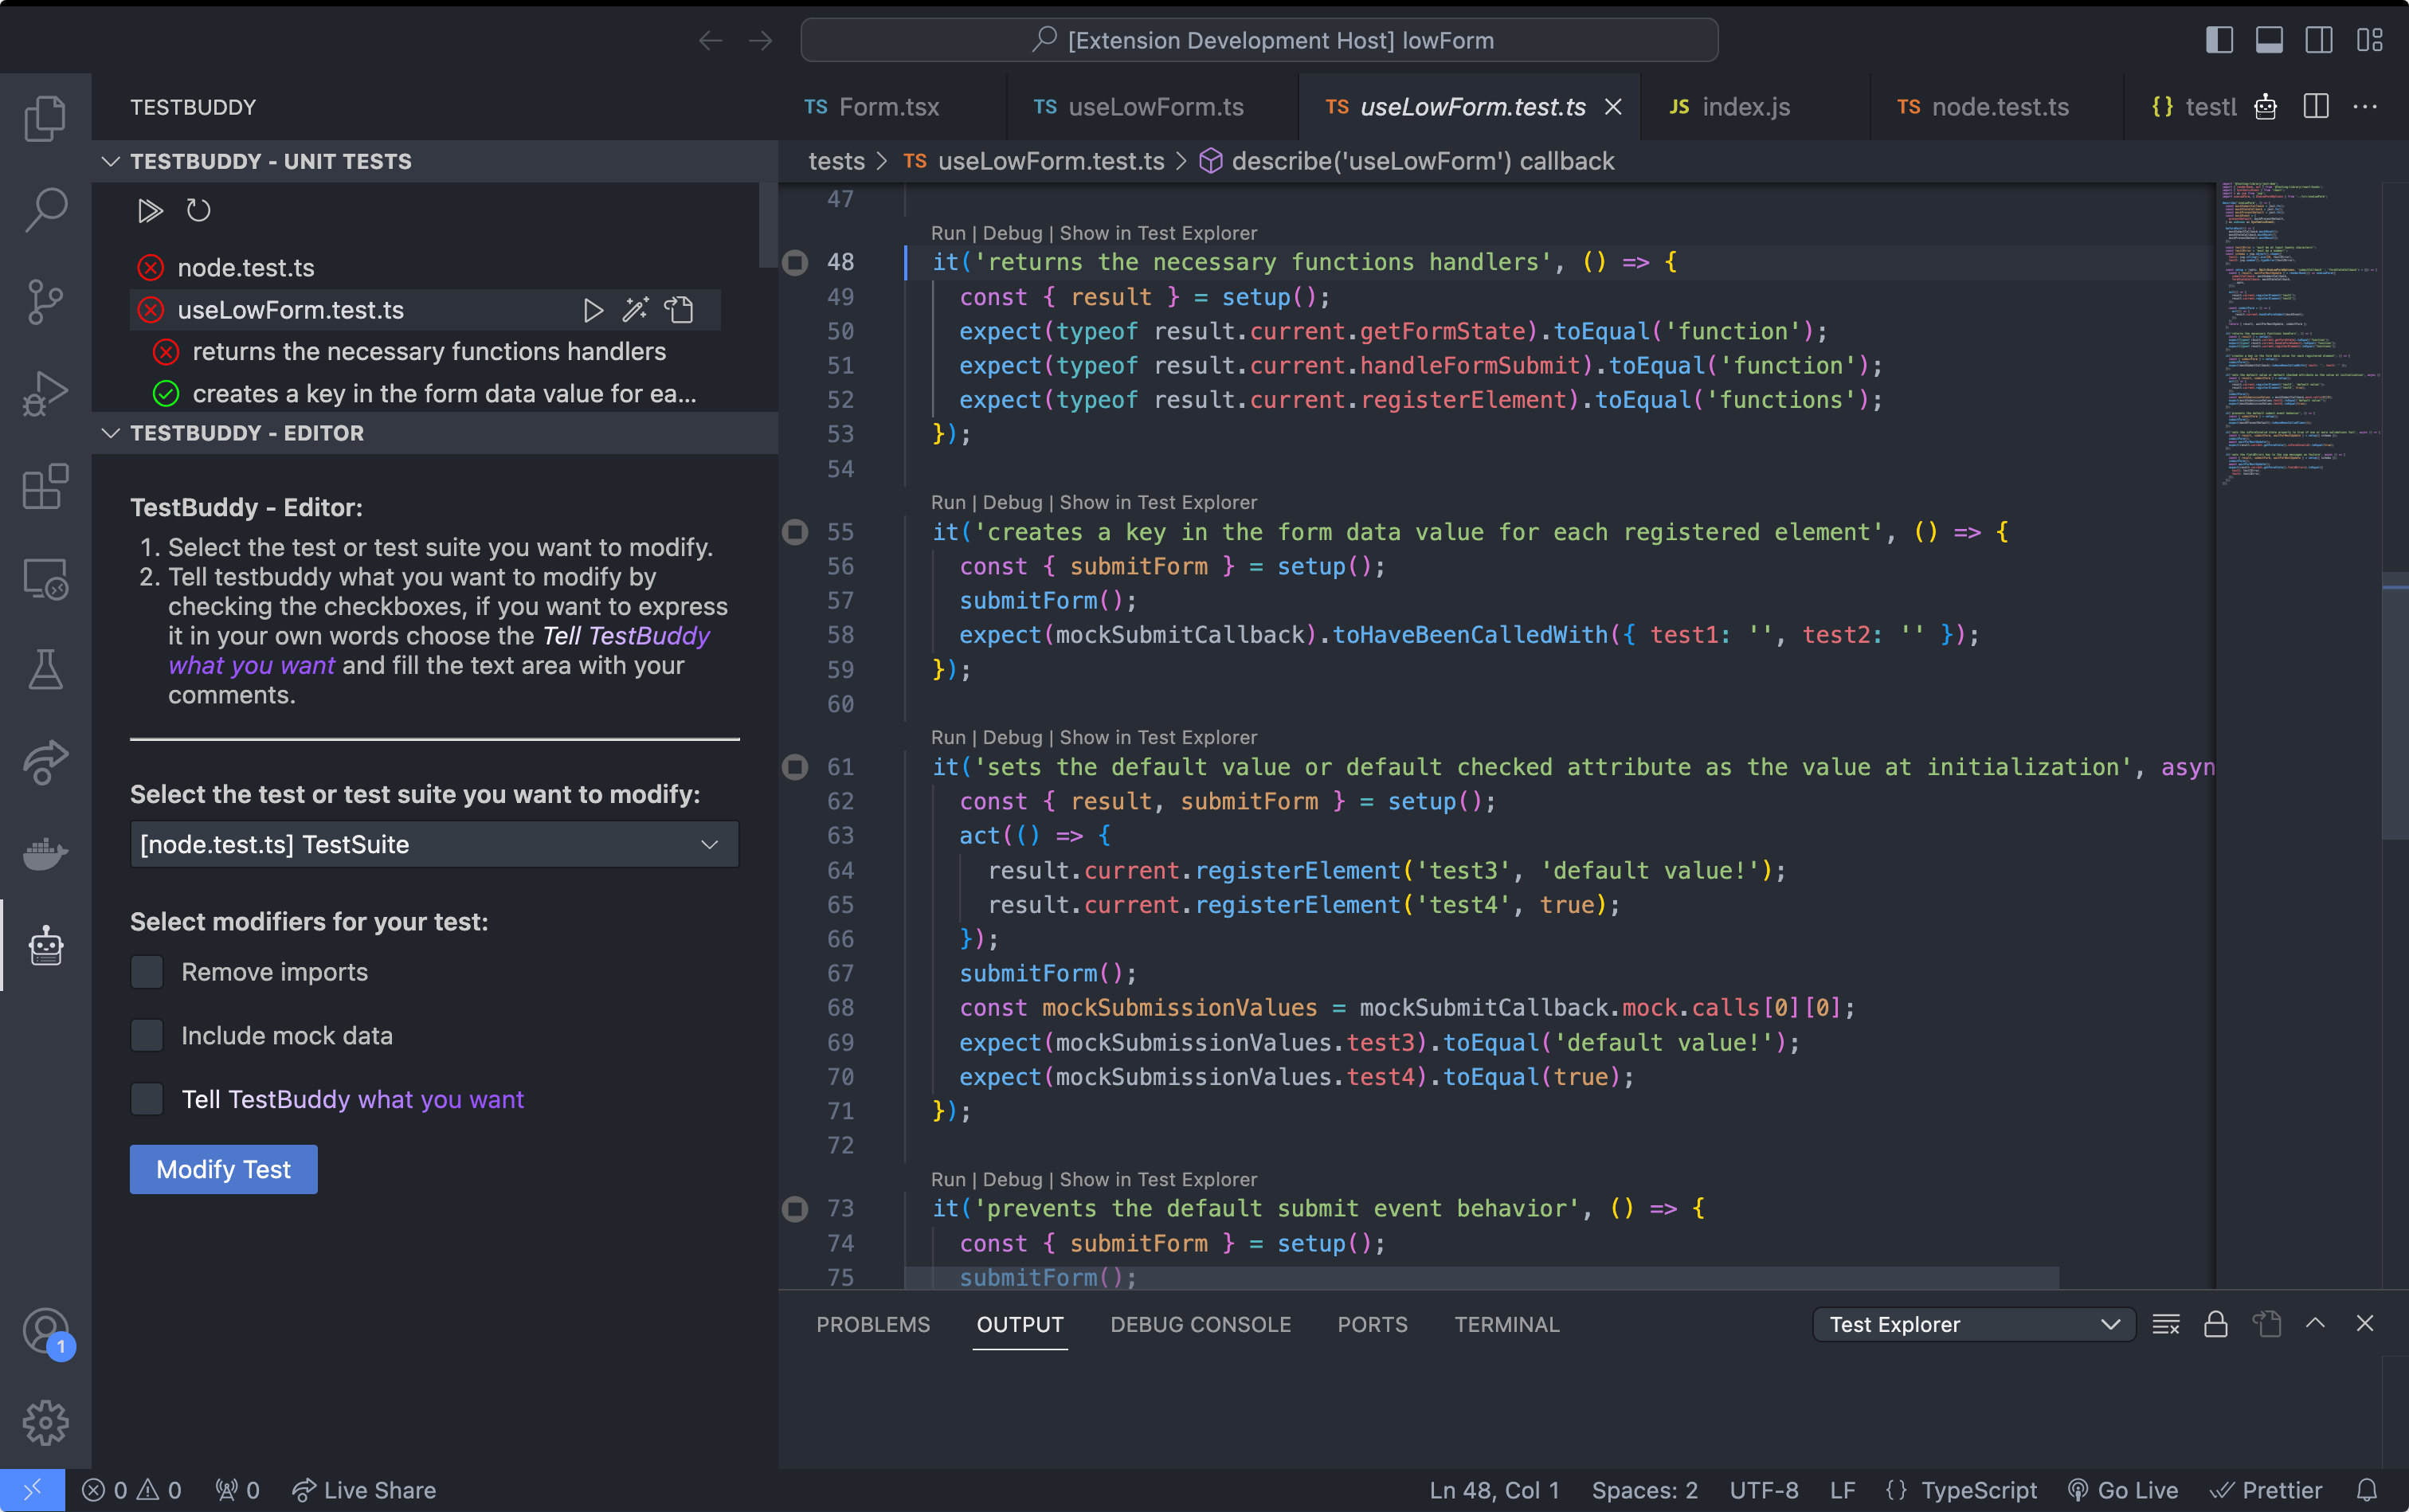 [Extension Development Host] lowForm
TESTBUDDY
TESTBUDDY - UNIT TESTS
node.test.ts
useLowForm.test.ts
returns the necessary functions handlers
creates a key in the form data value for ea...
TESTBUDDY - EDITOR
TestBuddy - Editor:
1. Select the test or test suite you want to modify.
2. Tell testbuddy what you want to modify by
checking the checkboxes, if you want to express
it in your own words choose the Tell TestBuddy
what you want and fill the text area with your
comments.
Select the test or test suite you want to modify:
[node.test.ts] TestSuite
Select modifiers for your test:
Remove imports
Include mock data
Tell TestBuddy what you want
Modify Test
1
TS Form.tsx
TS useLowForm.ts
TS useLowForm.test.ts
JS index.js
TS node.test.ts
{} testl
tests > TS useLowForm.test.ts > describe('useLowForm') callback
47
Run | Debug | Show in Test Explorer
48 it('returns the necessary functions handlers', () => {
49 const { result } = setup();
50 expect(typeof result.current.getFormState).toEqual('function');
51 expect(typeof result.current.handleFormSubmit).toEqual('function');
52 expect(typeof result.current.registerElement).toEqual('functions');
53 });
54
Run | Debug | Show in Test Explorer
55 it('creates a key in the form data value for each registered element', () => {
56 const { submitForm } = setup();
57 submitForm();
58 expect(mockSubmitCallback).toHaveBeenCalledWith({ test1: '', test2: '' });
59 });
60
Run | Debug | Show in Test Explorer
61 it('sets the default value or default checked attribute as the value at initialization', asyn
62 const { result, submitForm } = setup();
63 act(() => {
64 result.current.registerElement('test3', 'default value!');
65 result.current.registerElement('test4', true);
66 });
67 submitForm();
68 const mockSubmissionValues = mockSubmitCallback.mock.calls[0][0];
69 expect(mockSubmissionValues.test3).toEqual('default value!');
70 expect(mockSubmissionValues.test4).toEqual(true);
71 });
72
Run | Debug | Show in Test Explorer
73 it('prevents the default submit event behavior', () => {
74 const { submitForm } = setup();
75 submitForm();
PROBLEMS
OUTPUT
DEBUG CONSOLE
PORTS
TERMINAL
Test Explorer
0 0
0
Live Share
Ln 48, Col 1
Spaces: 2
UTF-8
LF
{} TypeScript
Go Live
Prettier